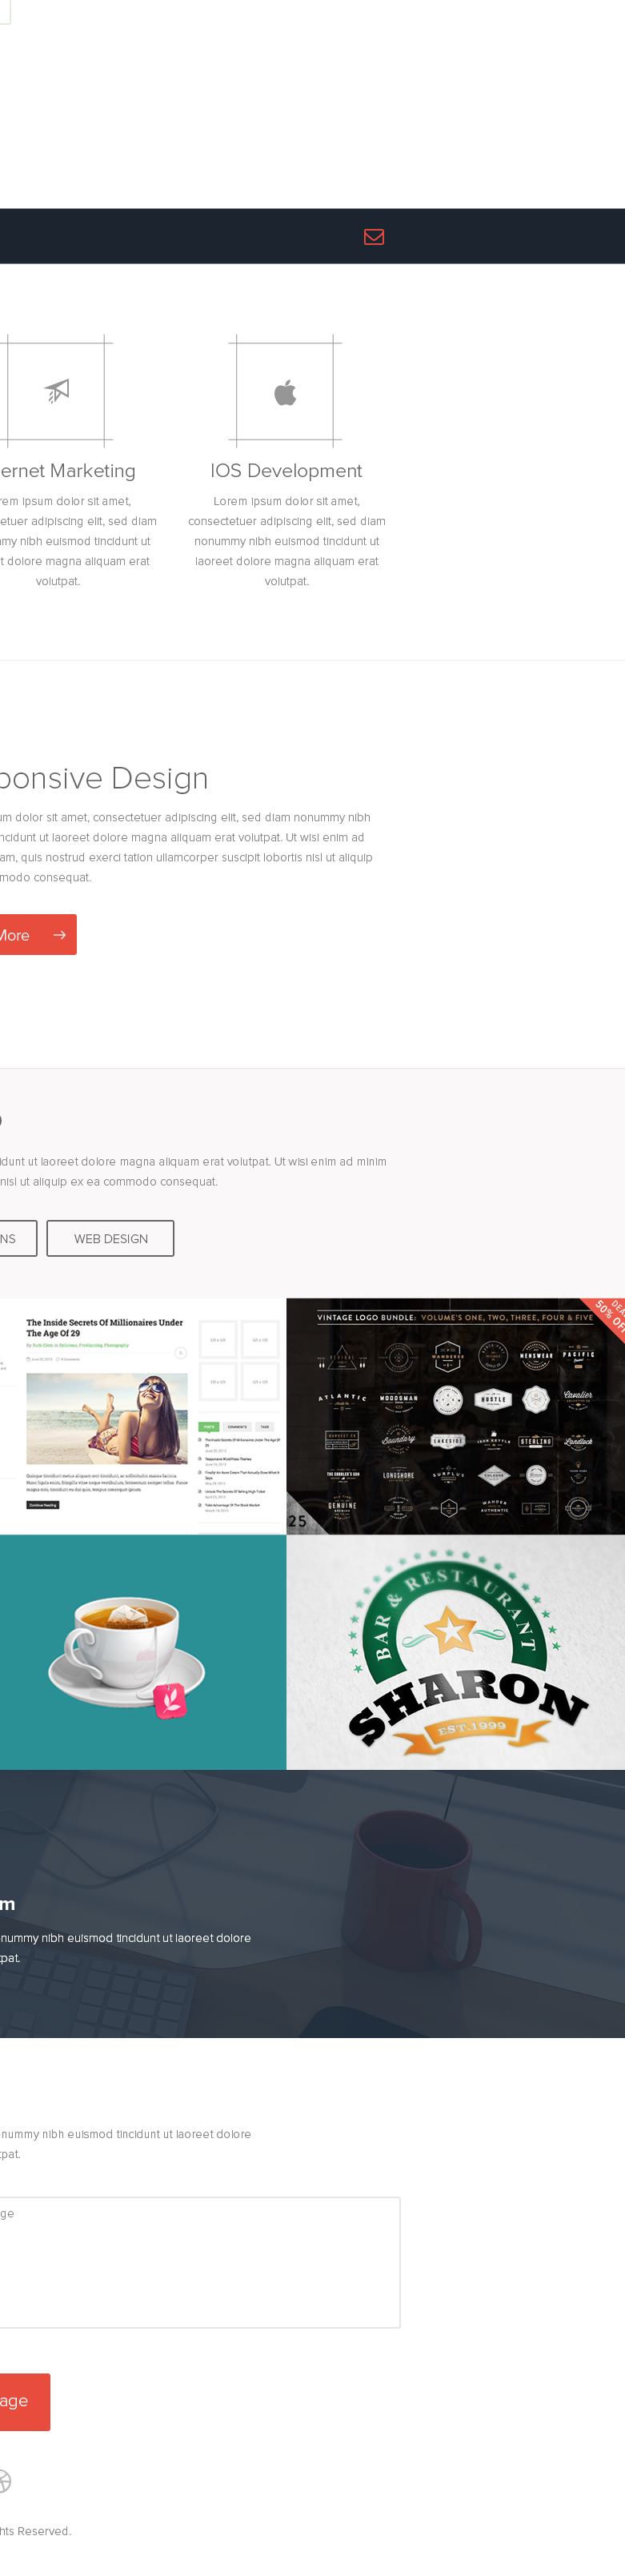 ernet Marketing
rem ipsum dolor sit amet,
etuer adipiscing elit, sed diam
my nibh euismod tincidunt ut
t dolore magna aliquam erat
volutpat.
IOS Development
Lorem ipsum dolor sit amet,
consectetuer adipiscing elit, sed diam
nonummy nibh euismod tincidunt ut
laoreet dolore magna aliquam erat
volutpat.
ponsive Design
um dolor sit amet, consectetuer adipiscing elit, sed diam nonummy nibh
ncidunt ut laoreet dolore magna aliquam erat volutpat. Ut wisi enim ad
am, quis nostrud exerci tation ullamcorper suscipit lobortis nisl ut aliquip
modo consequat.
More
idunt ut laoreet dolore magna aliquam erat volutpat. Ut wisi enim ad minim
nisl ut aliquip ex ea commodo consequat.
NS
WEB DESIGN
The Inside Secrets Of Millionaires Under
The Age Of 29
POSTS COMMENTS TAGS
Continue Reading
VINTAGE LOGO BUNDLE: VOLUME'S ONE, TWO, THREE, FOUR & FIVE
50% OF
WANDERER
MENSWEAR
PACIFIC
ATLANTIC
WOODSMAN
HUSTLE
Cavalier
Soundary
LAKESIDE
STERLING
Landlock
LONGSHORE
SURPLUS
COLOGNE
GENUINE
25
BAR & RESTAURANT
SHARON
EST.1999
m
nummy nibh euismod tincidunt ut laoreet dolore
tpat.
nummy nibh euismod tincidunt ut laoreet dolore
tpat.
ge
age
hts Reserved.